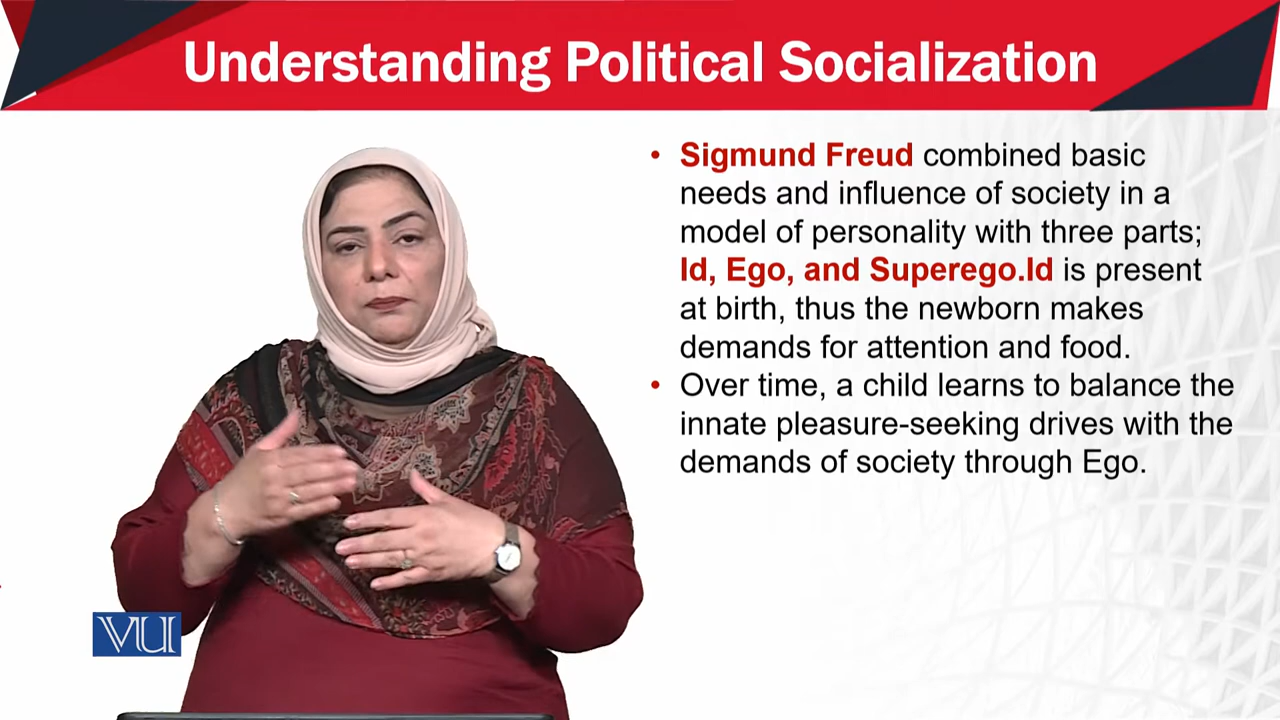 Understanding Political Socialization
• Sigmund Freud combined basic
needs and influence of society in a
model of personality with three parts;
Id, Ego, and Superego.Id is present
at birth, thus the newborn makes
demands for attention and food.
• Over time, a child learns to balance the
innate pleasure-seeking drives with the
demands of society through Ego.
VU